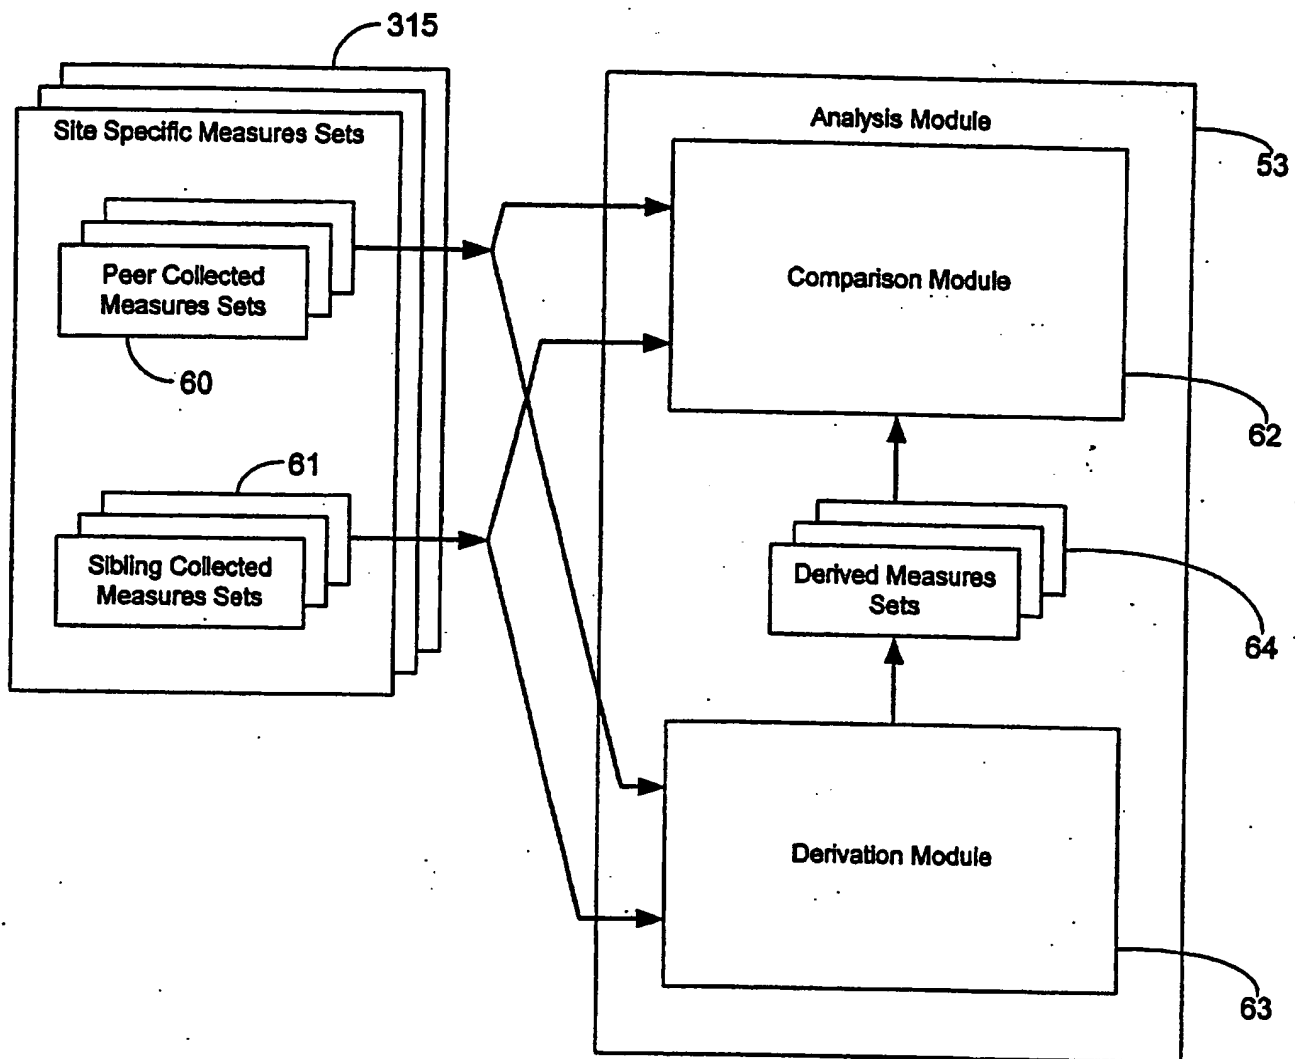 315
Site Specific Measures Sets
Peer Collected
Measures Sets
60
61
Sibling Collected
Measures Sets
Analysis Module
53
Comparison Module
62
Derived Measures
Sets
64
Derivation Module
63